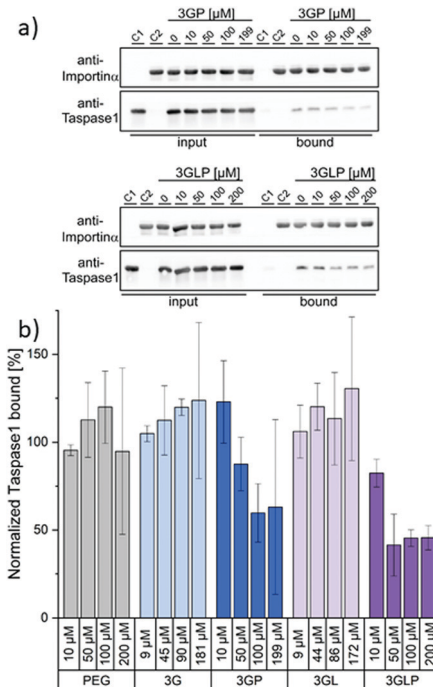 a)
3GP [µM] 3GP [µM]
C1 C2 0 10 50 100 199 C1 C2 0 10 50 100 199
anti-
Importinα
anti-
Taspase1
input bound
3GLP [µM] 3GLP [µM]
C1 C2 0 10 50 100 200 C1 C2 0 10 50 100 200
anti-
Importinα
anti-
Taspase1
input bound
b)
Normalized Taspase1 bound [%]
150
100
50
0
10 µM 50 µM 100 µM 200 µM 9 µM 45 µM 90 µM 181 µM 10 µM 50 µM 100 µM 199 µM 9 µM 44 µM 86 µM 172 µM 10 µM 50 µM 100 µM 200 µM
PEG 3G 3GP 3GL 3GLP